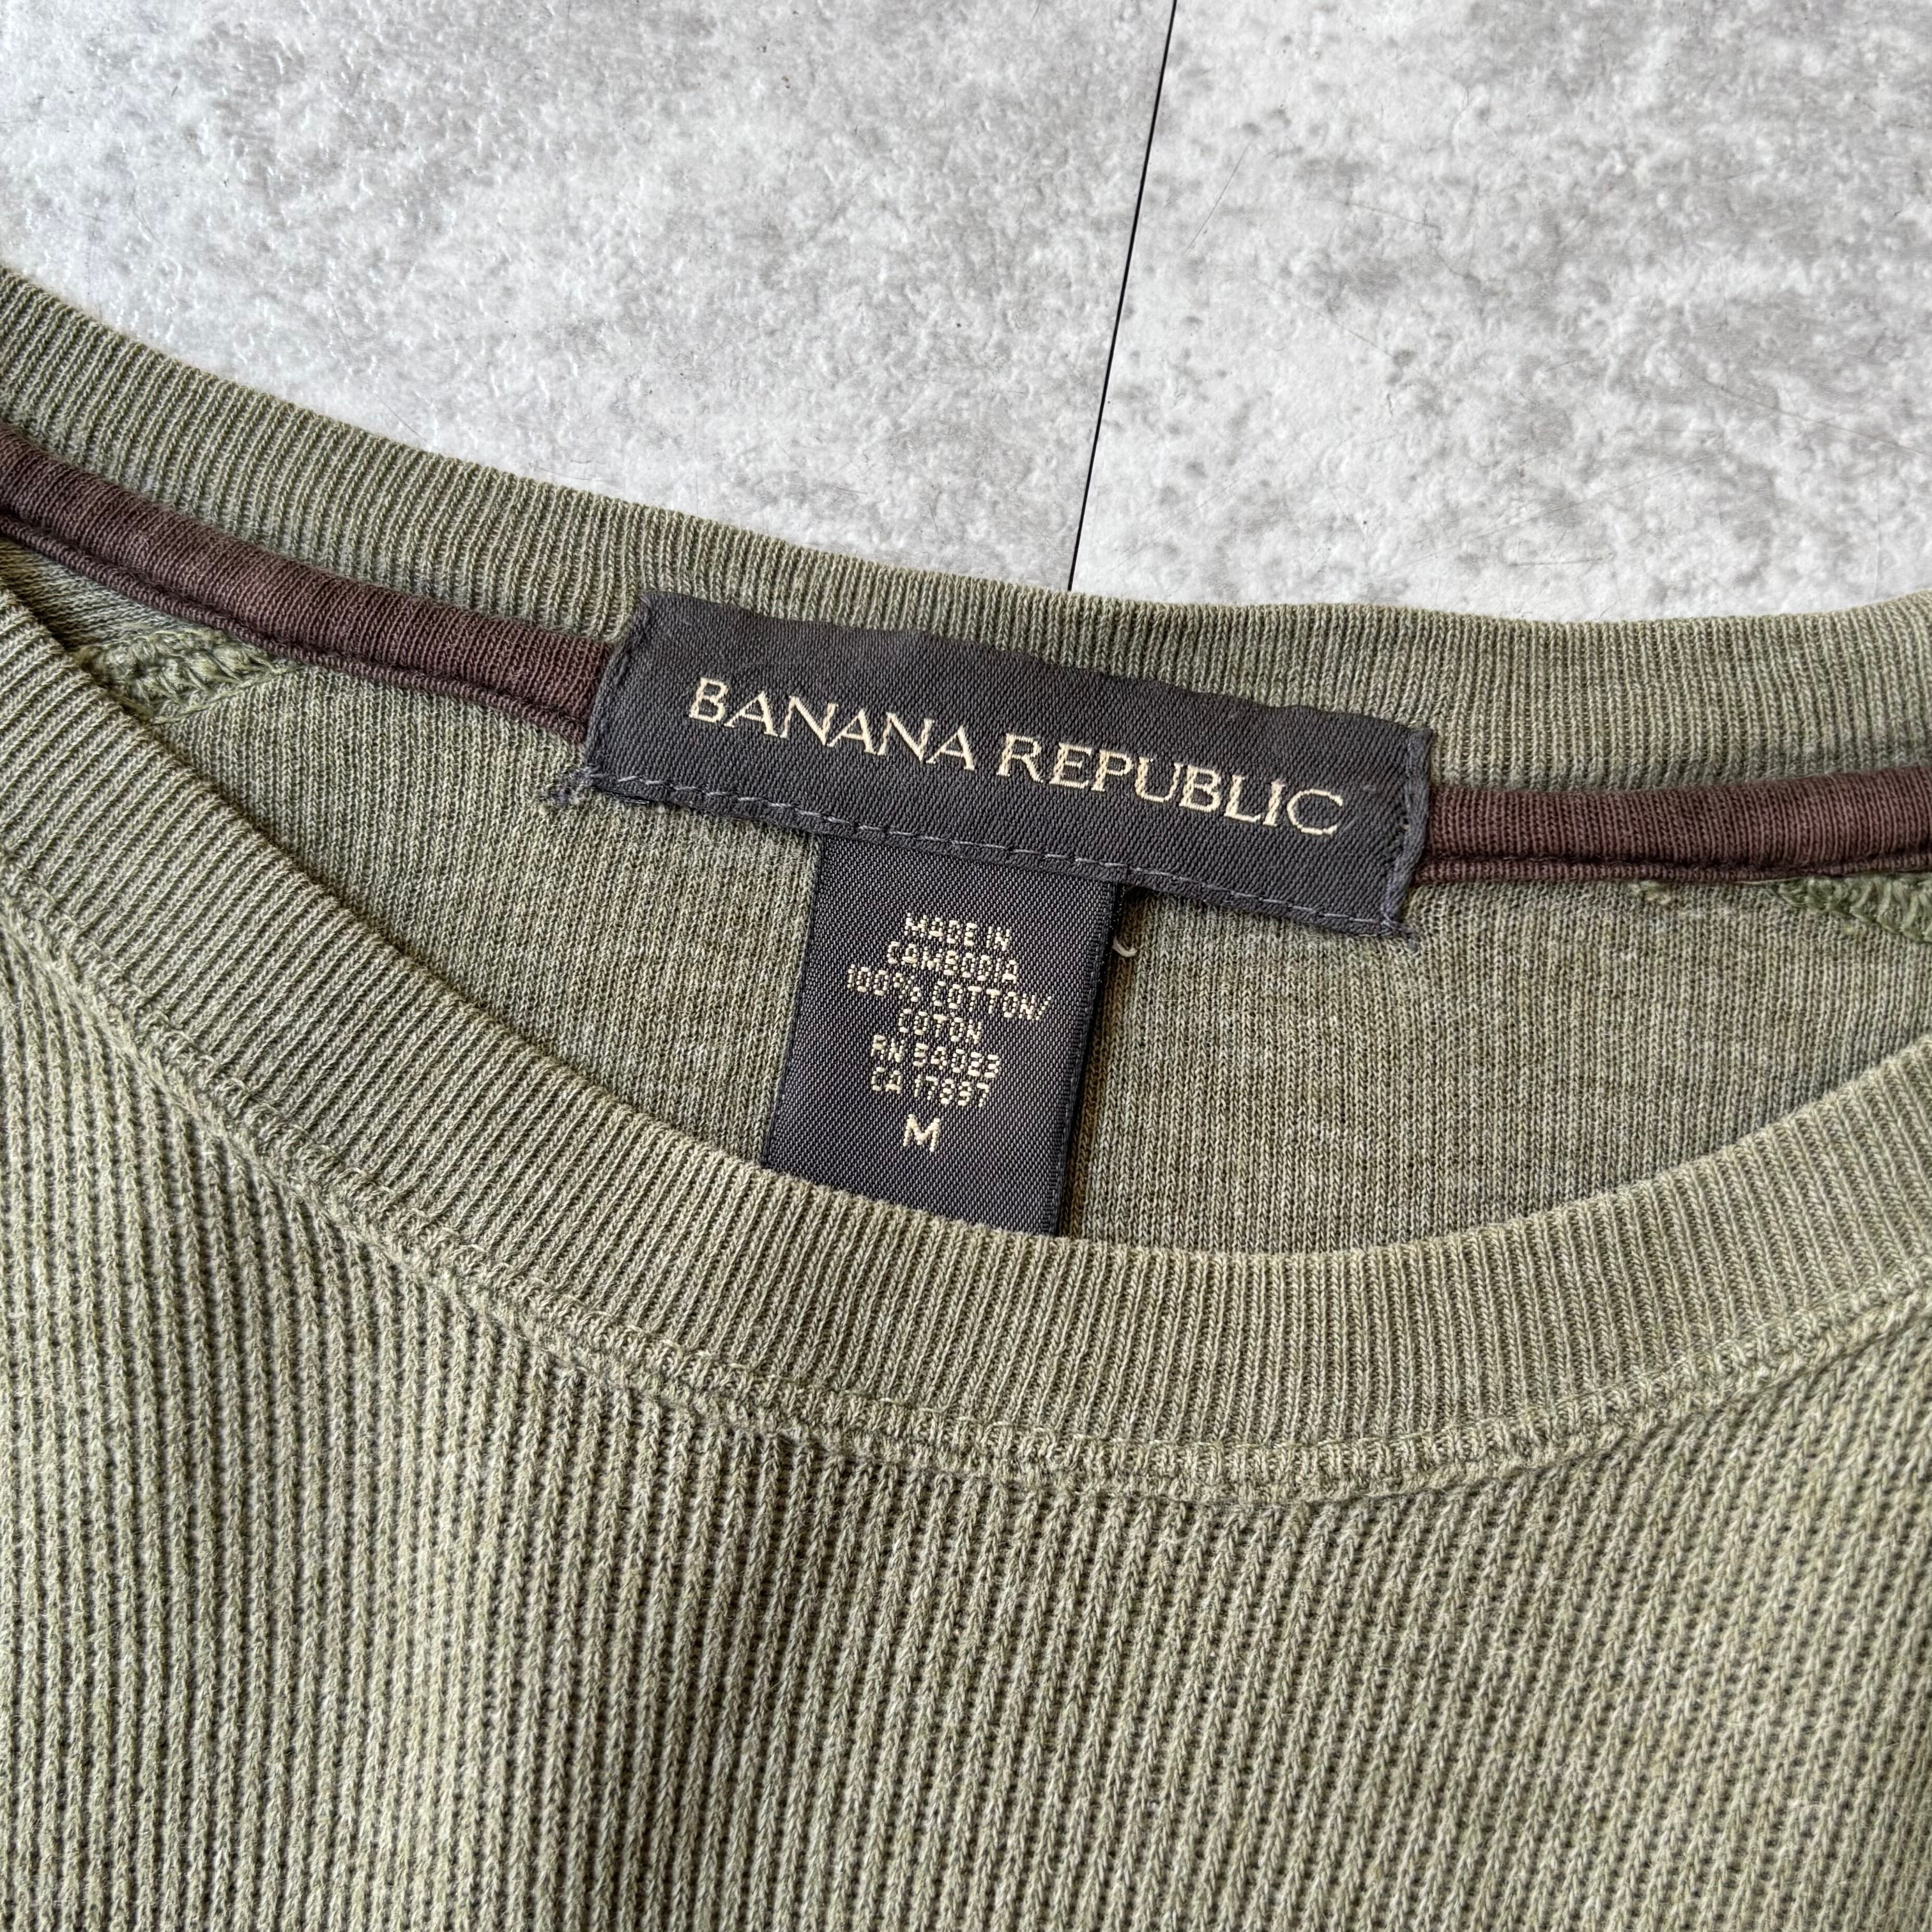 BANANA REPUBLIC
MADE IN
CAMBODIA
100% COTTON/
COTON
RN 54023
CA 17897
M